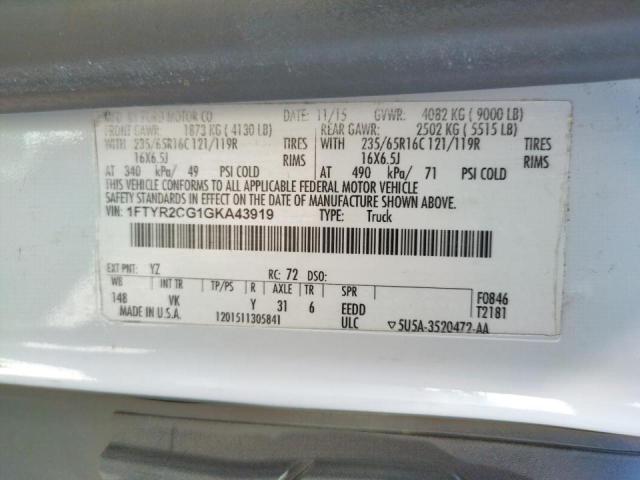 MFD BY FORD MOTOR CO DATE: 11/15 GVWR: 4082 KG ( 9000 LB)
FRONT GAWR: 1873 KG ( 4130 LB) REAR GAWR: 2502 KG ( 5515 LB)
WITH 235/65R16C 121/119R TIRES WITH 235/65R16C 121/119R TIRES
16X6.5J RIMS 16X6.5J RIMS
AT 340 kPa/ 49 PSI COLD AT 490 kPa/ 71 PSI COLD
THIS VEHICLE CONFORMS TO ALL APPLICABLE FEDERAL MOTOR VEHICLE
SAFETY STANDARDS IN EFFECT ON THE DATE OF MANUFACTURE SHOWN ABOVE.
VIN: 1FTYR2CG1GKA43919 TYPE: Truck
EXT PNT: YZ RC: 72 DSO:
WB INT TR TP/PS R AXLE TR SPR F0846
148 VK Y 31 6 EEDD T2181
MADE IN U.S.A. 1201511305841 ULC ▽5U5A-3520472-AA